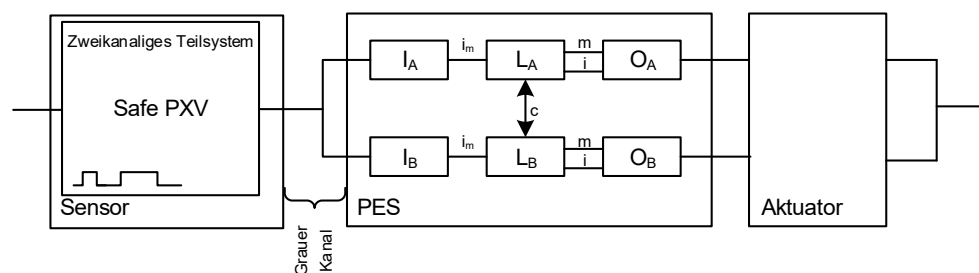 Zweikanaliges Teilsystem
Safe PXV
Sensor
Grauer
Kanal
I_A
i_m
L_A
m
i
O_A
c
I_B
i_m
L_B
m
i
O_B
PES
Aktuator